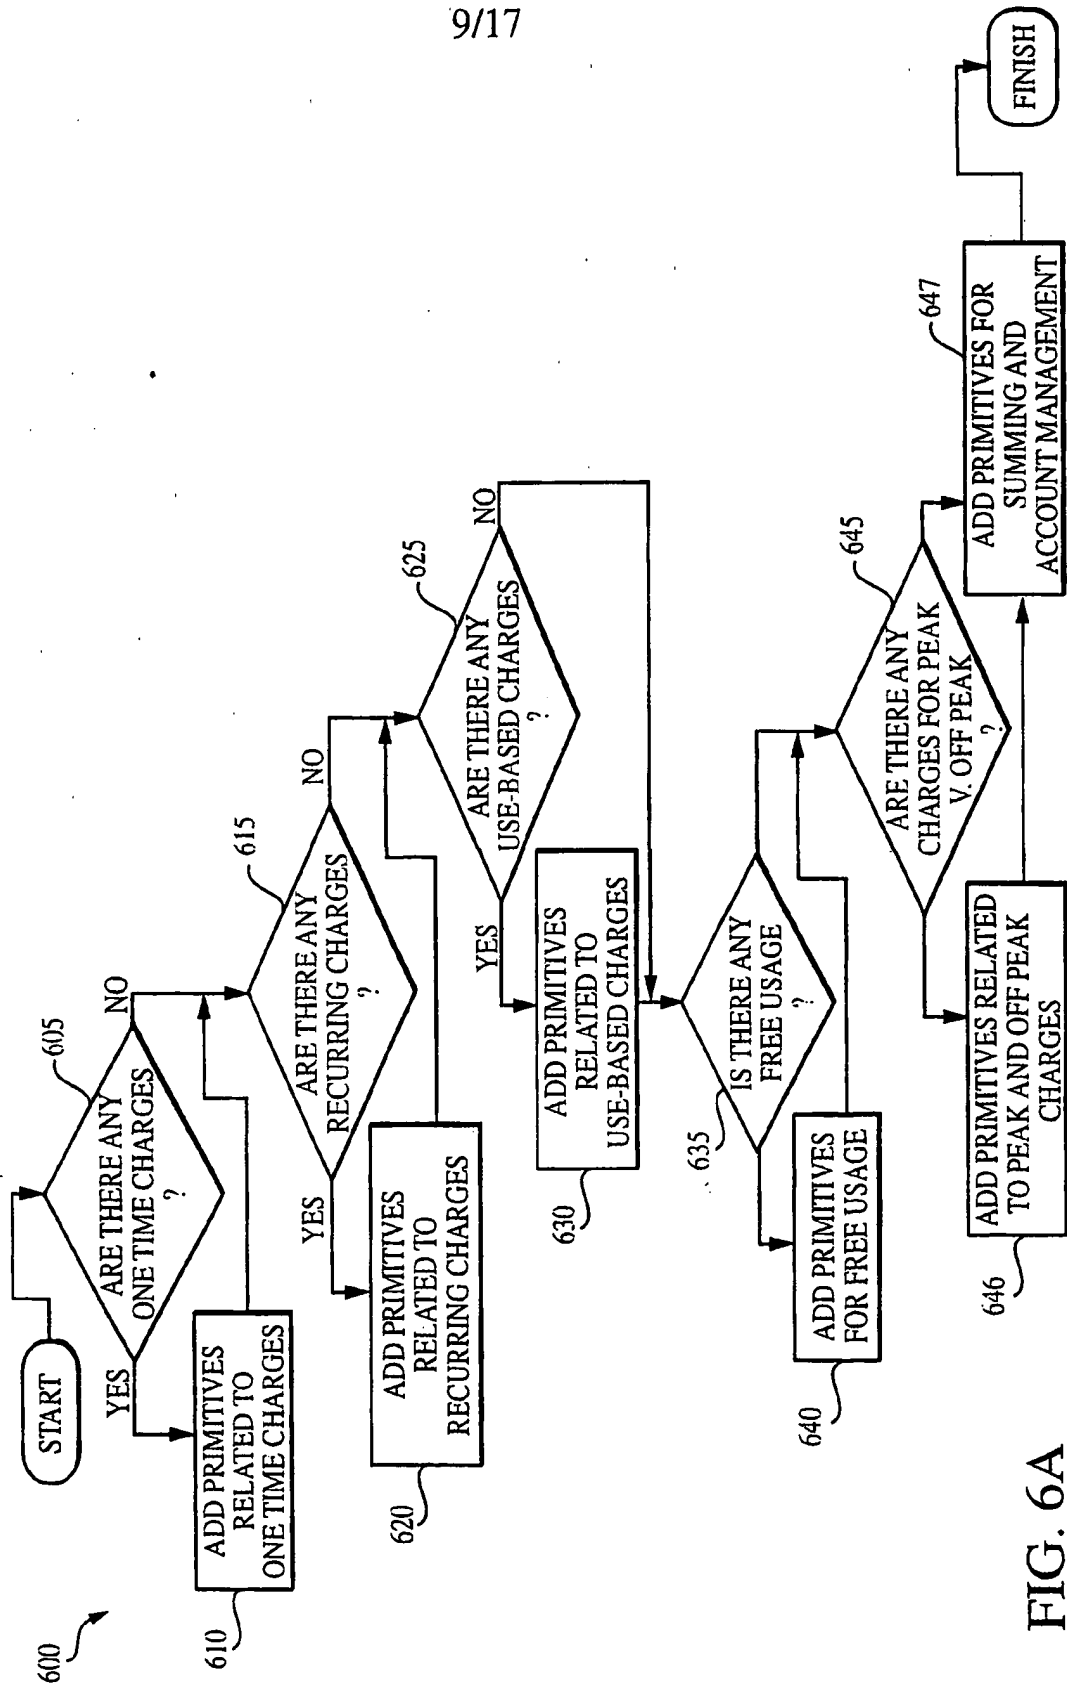 9/17
600
START
605
ARE THERE ANY
ONE TIME CHARGES
?
YES
NO
610
ADD PRIMITIVES
RELATED TO
ONE TIME CHARGES
615
ARE THERE ANY
RECURRING CHARGES
?
YES
NO
620
ADD PRIMITIVES
RELATED TO
RECURRING CHARGES
625
ARE THERE ANY
USE-BASED CHARGES
?
YES
NO
630
ADD PRIMITIVES
RELATED TO
USE-BASED CHARGES
635
IS THERE ANY
FREE USAGE
?
640
ADD PRIMITIVES
FOR FREE USAGE
645
ARE THERE ANY
CHARGES FOR PEAK
V. OFF PEAK
?
646
ADD PRIMITIVES RELATED
TO PEAK AND OFF PEAK
CHARGES
647
ADD PRIMITIVES FOR
SUMMING AND
ACCOUNT MANAGEMENT
FINISH
FIG. 6A